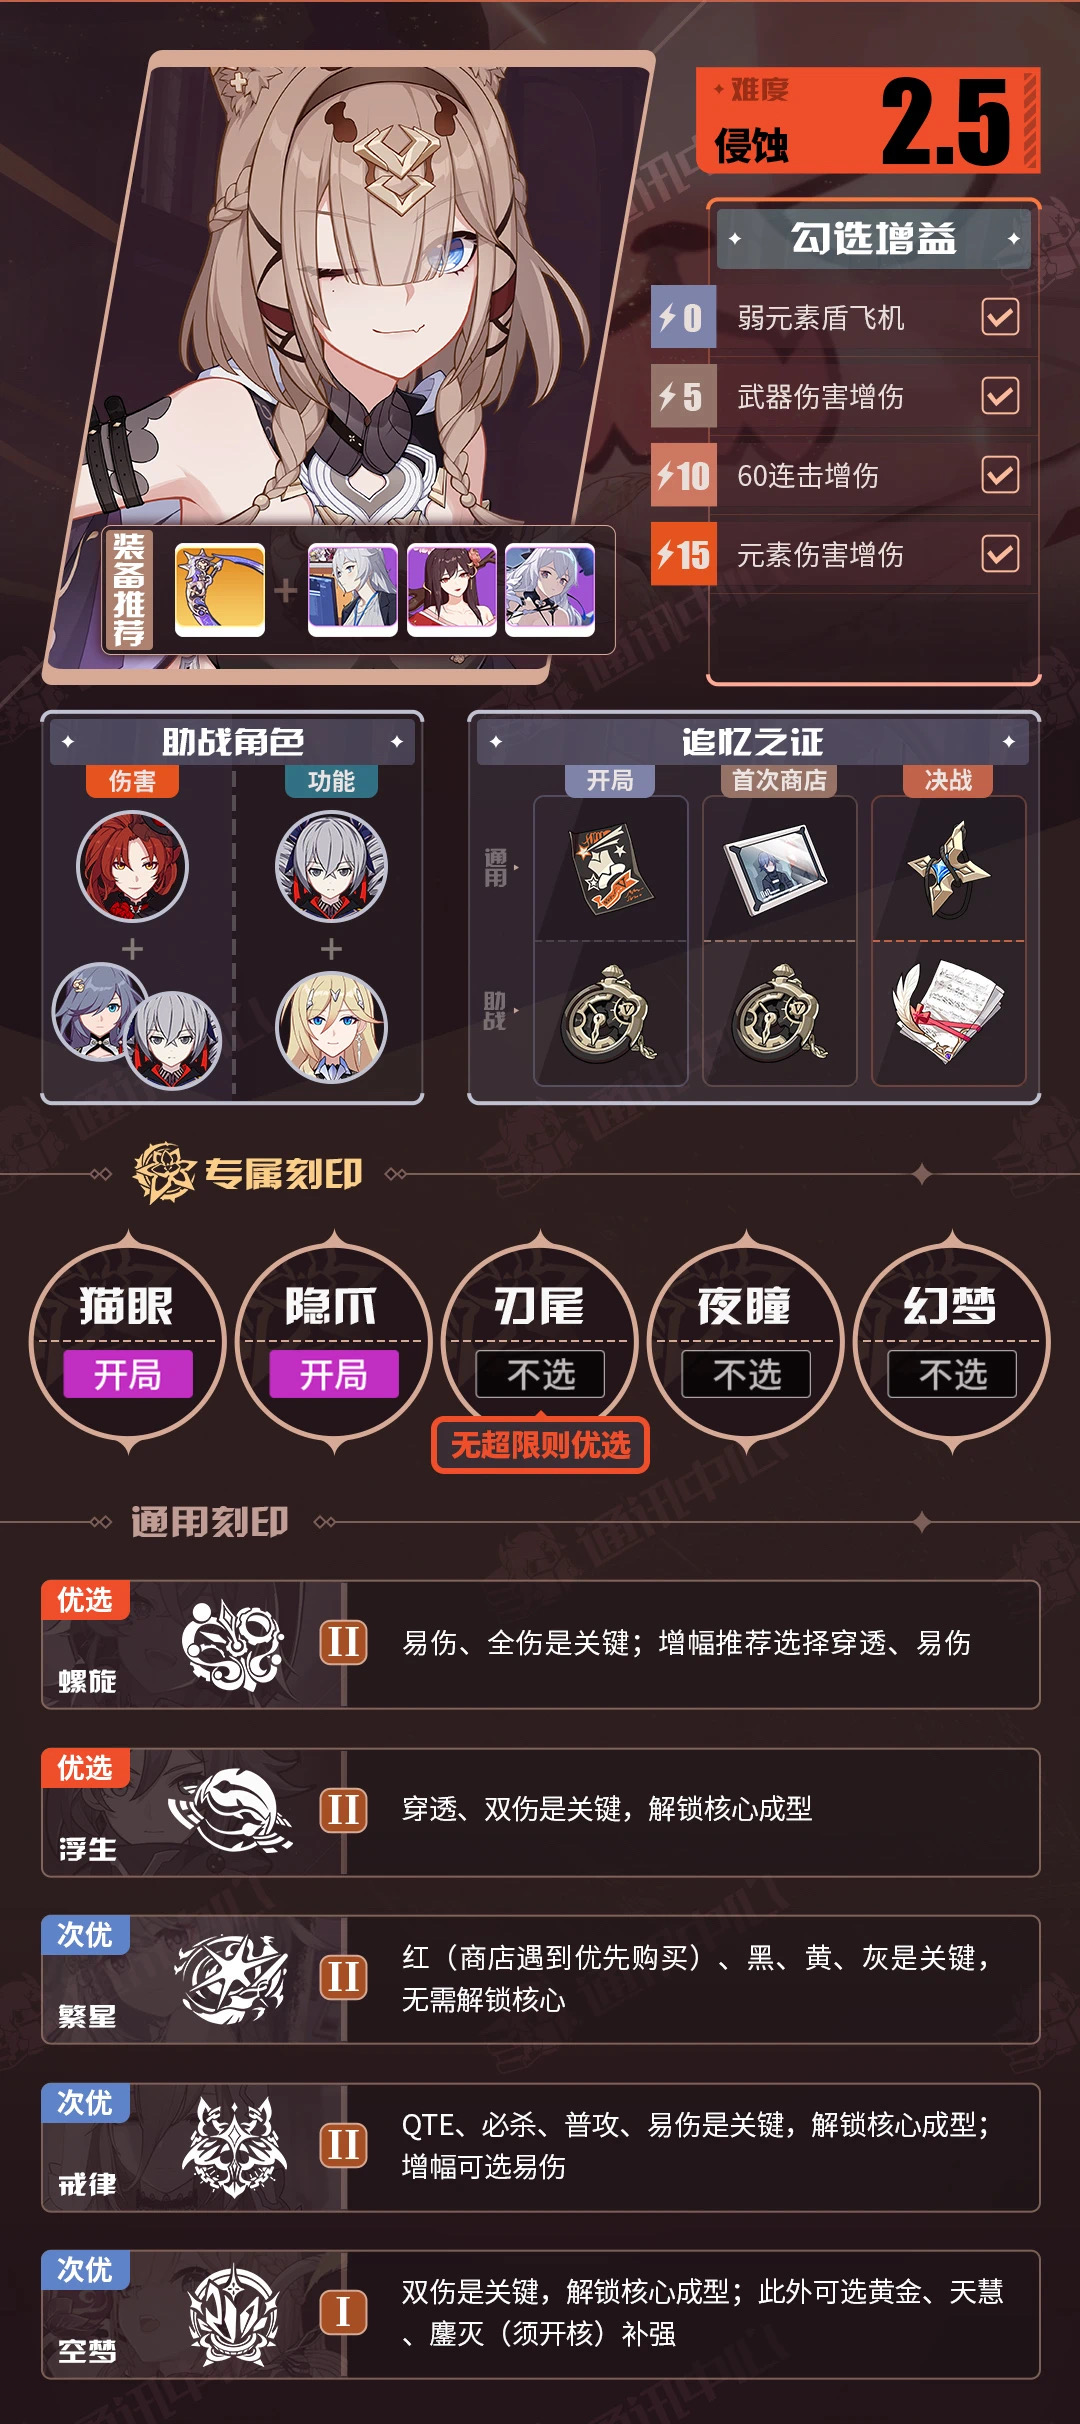 难度
侵蚀
2.5
勾选增益
0
弱元素盾飞机
5
武器伤害增伤
10
60连击增伤
15
元素伤害增伤
装备推荐
助战角色
伤害
功能
追忆之证
开局
首次商店
决战
通用
助战
专属刻印
猫眼
开局
隐爪
开局
刃尾
不选
夜瞳
不选
幻梦
不选
无超限则优选
通用刻印
优选
螺旋
II
易伤、全伤是关键；增幅推荐选择穿透、易伤
优选
浮生
II
穿透、双伤是关键，解锁核心成型
次优
繁星
II
红（商店遇到优先购买）、黑、黄、灰是关键，
无需解锁核心
次优
戒律
II
QTE、必杀、普攻、易伤是关键，解锁核心成型；
增幅可选易伤
次优
空梦
I
双伤是关键，解锁核心成型；此外可选黄金、天慧
、鏖灭（须开核）补强
通讯中心